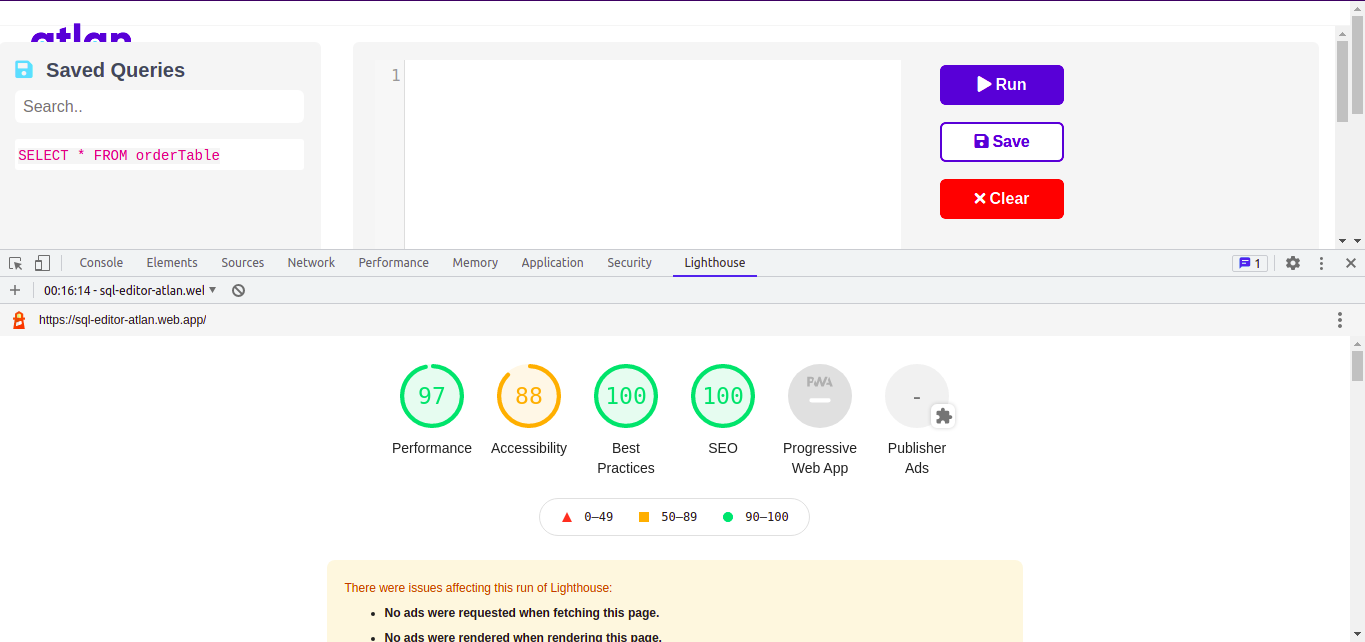 atlan
Saved Queries
Search..
SELECT * FROM orderTable
1
Run
Save
Clear
Console Elements Sources Network Performance Memory Application Security Lighthouse 1
00:16:14 - sql-editor-atlan.wel
https://sql-editor-atlan.web.app/
97 88 100 100 PWA -
Performance Accessibility Best Practices SEO Progressive Web App Publisher Ads
0–49 50–89 90–100
There were issues affecting this run of Lighthouse:
No ads were requested when fetching this page.
No ads were rendered when rendering this page.